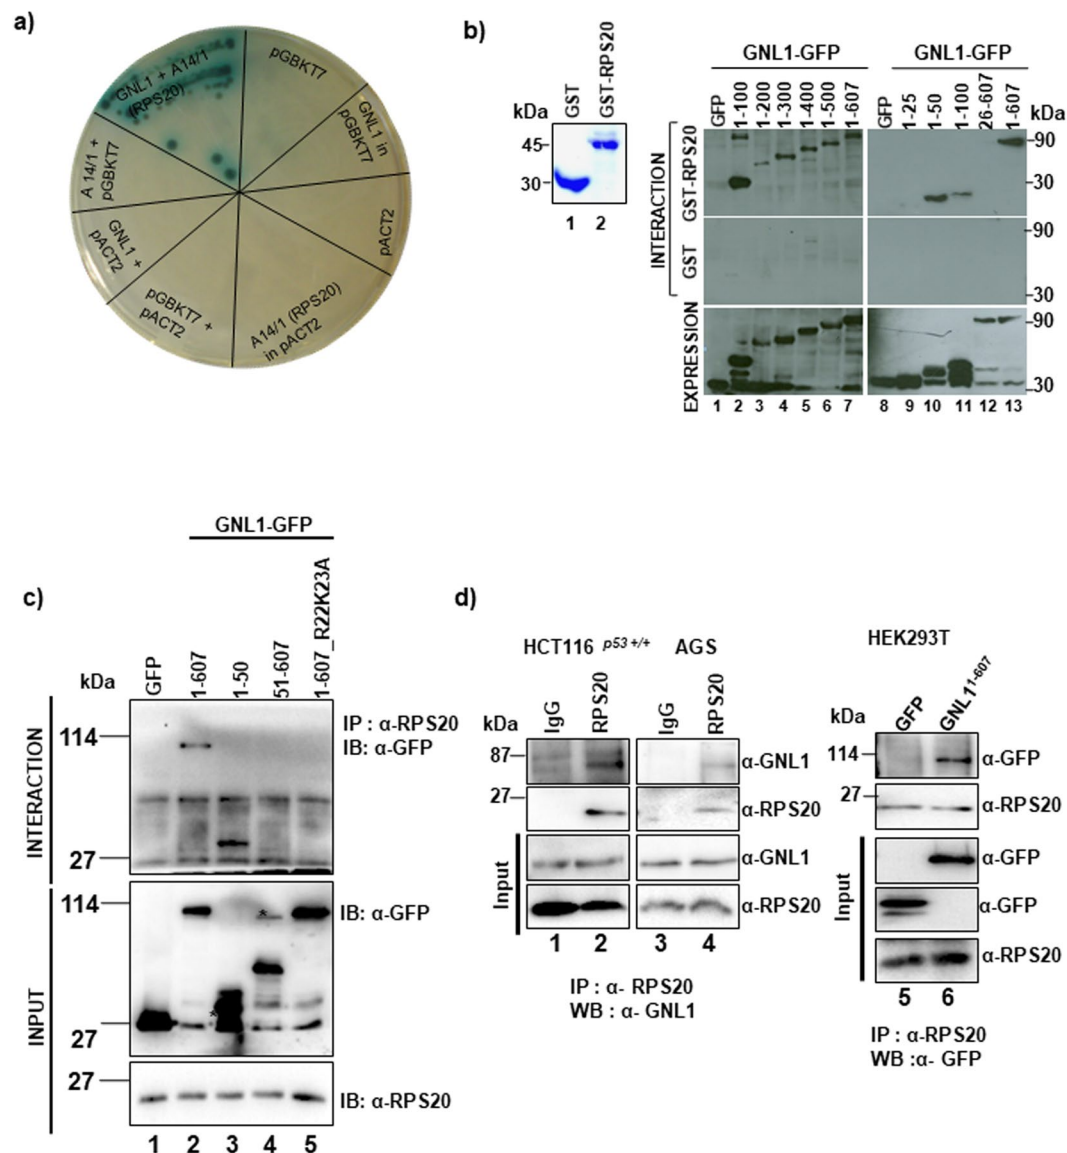 a)
GNL1 + A14/1
(RPS20)
pGBKT7
GNL1 in
pGBKT7
pACT2
A14/1 (RPS20)
in pACT2
pGBKT7 +
pACT2
GNL1 +
pACT2
A 14/1 +
pGBKT7
b)
kDa
GST
GST-RPS20
45
30
1 2
GNL1-GFP
GNL1-GFP
GFP
1-100
1-200
1-300
1-400
1-500
1-607
GFP
1-25
1-50
1-100
26-607
1-607
kDa
INTERACTION
GST-RPS20
GST
EXPRESSION
90
30
90
30
90
30
1 2 3 4 5 6 7 8 9 10 11 12 13
c)
GNL1-GFP
kDa
GFP
1-607
1-50
51-607
1-607_R22K23A
INTERACTION
114
27
IP : α-RPS20
IB: α-GFP
INPUT
114
27
IB: α-GFP
*
*
27
IB: α-RPS20
1 2 3 4 5
d)
HCT116 p53+/+ AGS
kDa
IgG
RPS20
IgG
RPS20
87
α-GNL1
27
α-RPS20
Input
α-GNL1
α-RPS20
1 2 3 4
IP : α- RPS20
WB : α- GNL1
HEK293T
kDa
GFP
GNL1 1-607
114
α-GFP
27
α-RPS20
Input
α-GFP
α-GFP
α-RPS20
5 6
IP : α-RPS20
WB :α- GFP